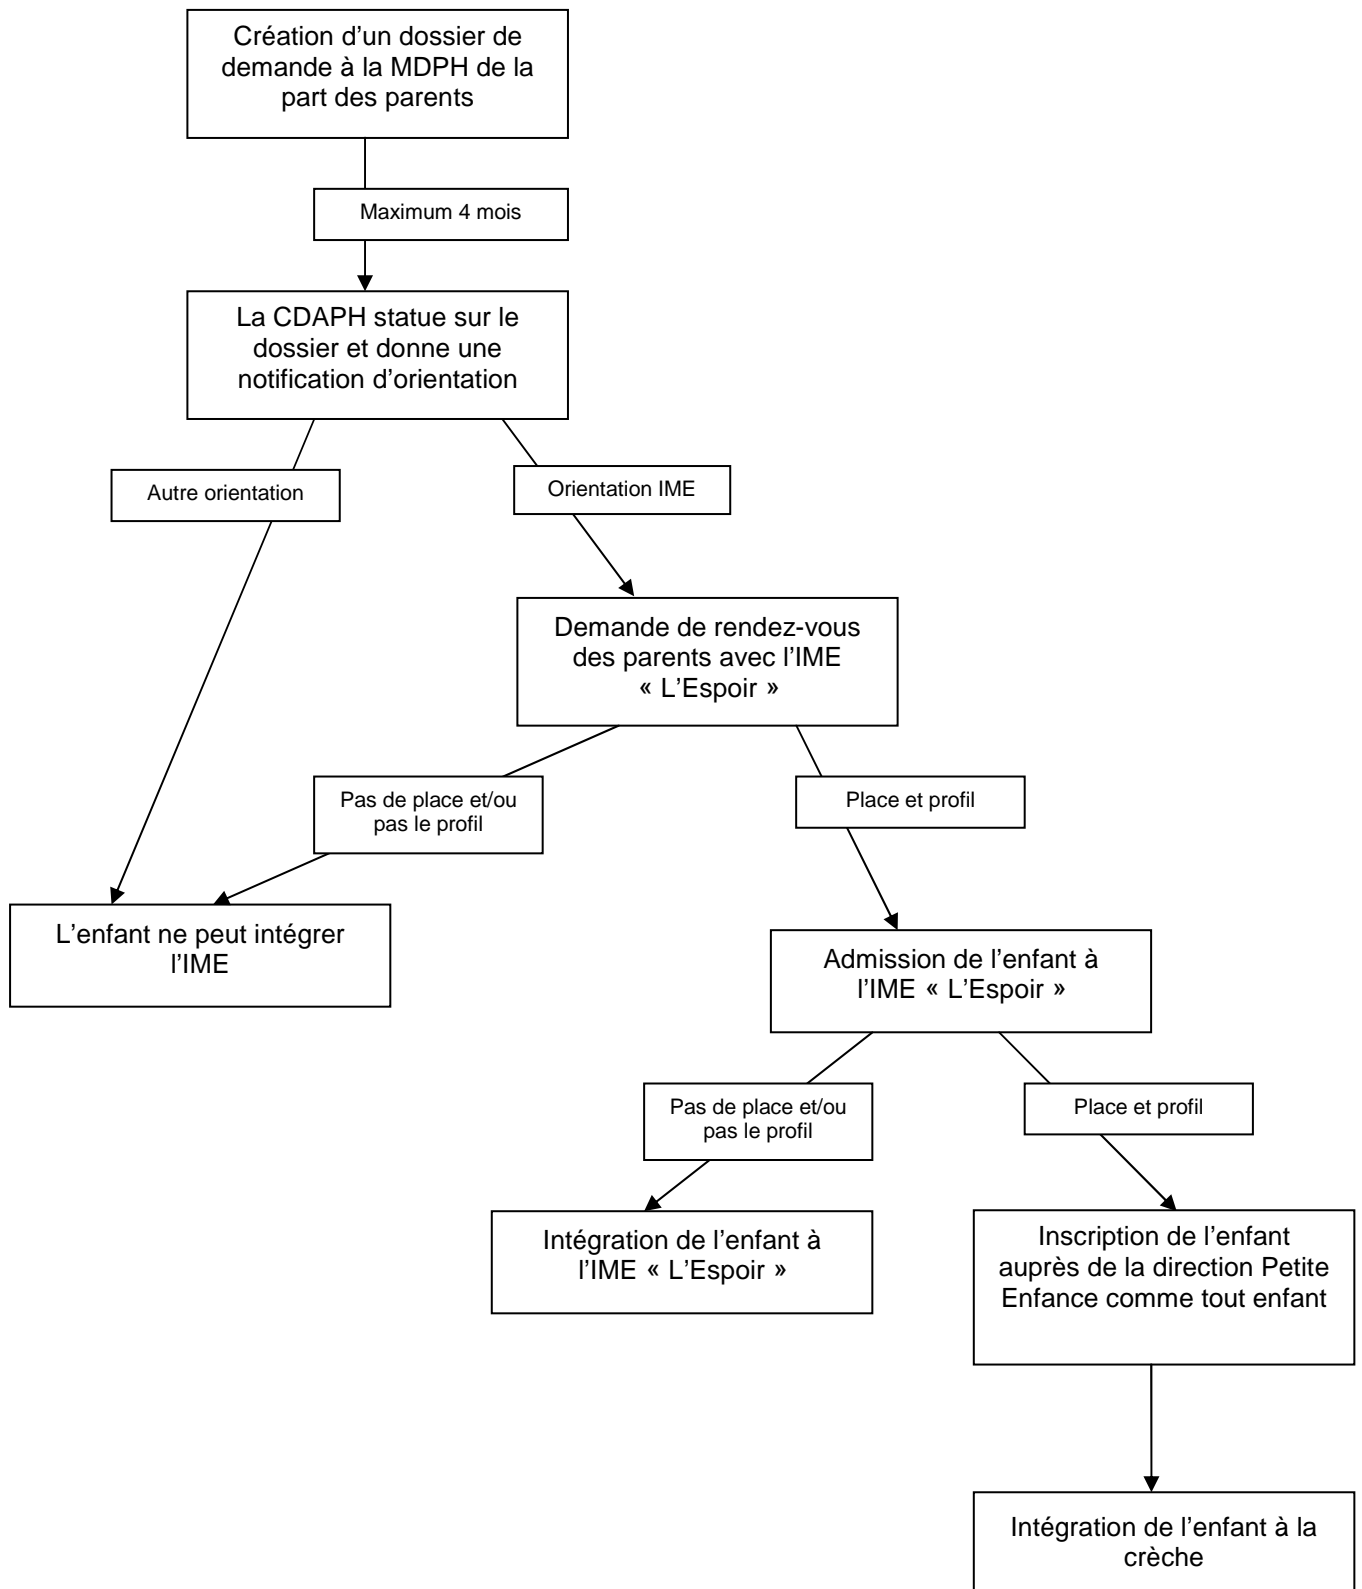 Création d’un dossier de
demande à la MDPH de la
part des parents
Maximum 4 mois
La CDAPH statue sur le
dossier et donne une
notification d’orientation
Autre orientation
Orientation IME
Demande de rendez-vous
des parents avec l’IME
« L’Espoir »
Pas de place et/ou
pas le profil
Place et profil
L’enfant ne peut intégrer
l’IME
Admission de l’enfant à
l’IME « L’Espoir »
Pas de place et/ou
pas le profil
Place et profil
Intégration de l’enfant à
l’IME « L’Espoir »
Inscription de l’enfant
auprès de la direction Petite
Enfance comme tout enfant
Intégration de l’enfant à la
crèche